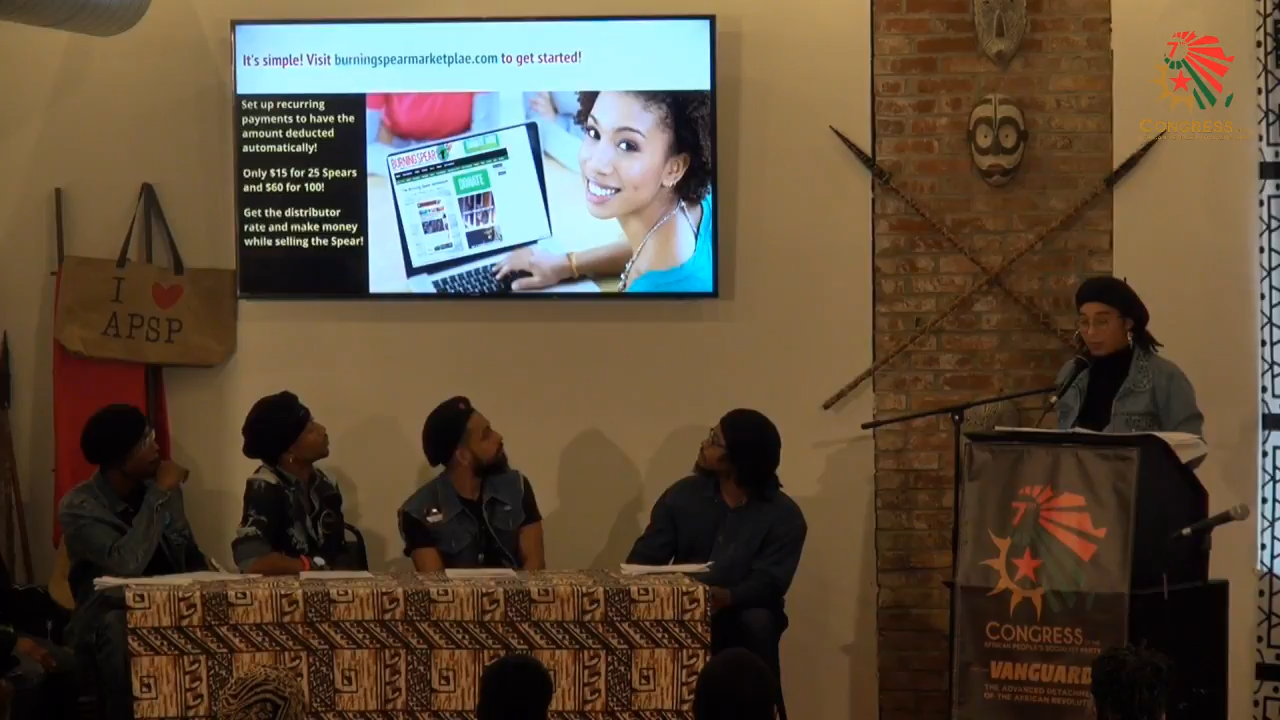 It's simple! Visit burningspearmarketplae.com to get started!
Set up recurring
payments to have the
amount deducted
automatically!
Only $15 for 25 Spears
and $60 for 100!
Get the distributor
rate and make money
while selling the Spear!
BURNING SPEAR
DONATE
I
APSP
7
CONGRESS
7
CONGRESS OF THE
AFRICAN PEOPLE'S SOCIALIST PARTY
VANGUARD
THE ADVANCED DETACHMENT
OF THE AFRICAN REVOLUTION